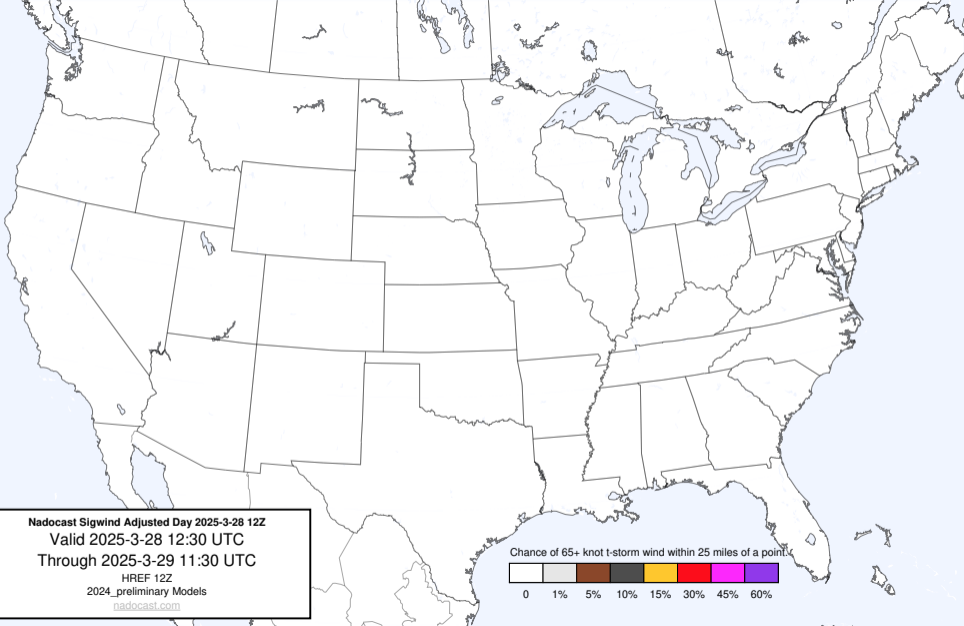 Nadocast Sigwind Adjusted Day 2025-3-28 12Z
Valid 2025-3-28 12:30 UTC
Through 2025-3-29 11:30 UTC
HREF 12Z
2024_preliminary Models
nadocast.com
Chance of 65+ knot t-storm wind within 25 miles of a point.
0 1% 5% 10% 15% 30% 45% 60%